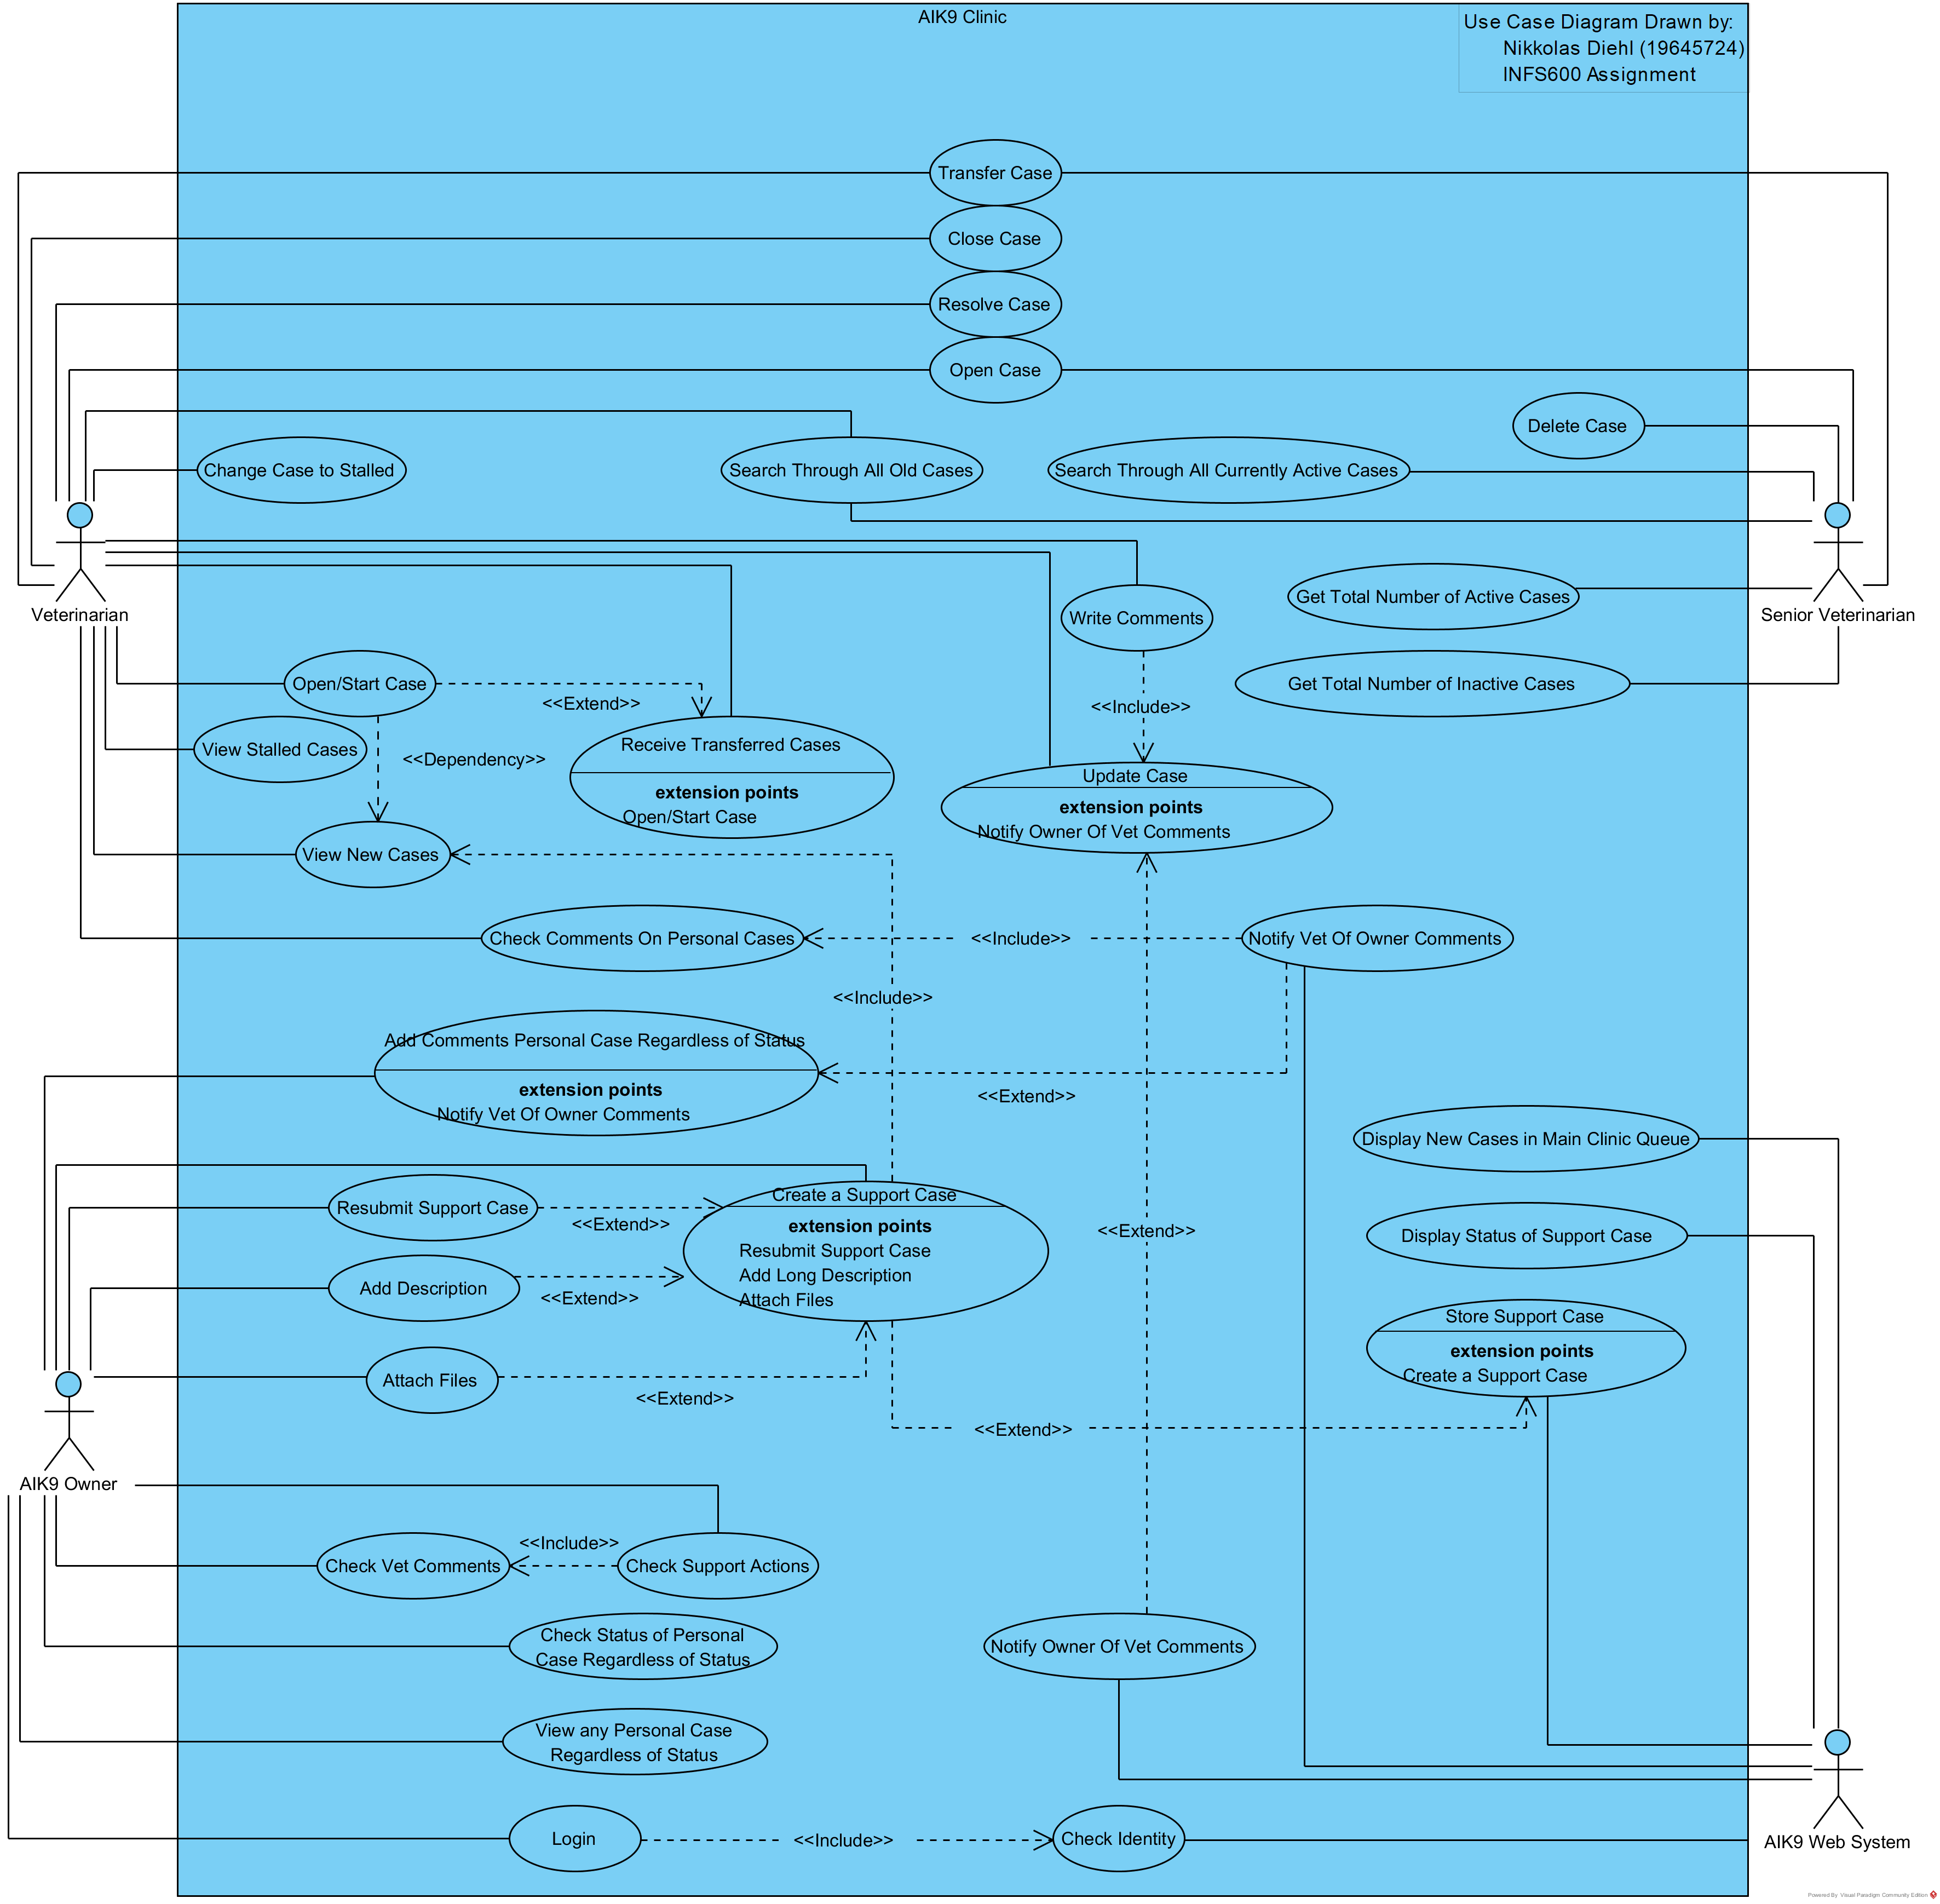 AIK9 Clinic
Use Case Diagram Drawn by:
Nikkolas Diehl (19645724)
INFS600 Assignment
Transfer Case
Close Case
Resolve Case
Open Case
Delete Case
Change Case to Stalled
Search Through All Old Cases
Search Through All Currently Active Cases
Veterinarian
Senior Veterinarian
Get Total Number of Active Cases
Write Comments
Open/Start Case
<<Extend>>
<<Include>>
Get Total Number of Inactive Cases
View Stalled Cases
<<Dependency>>
Receive Transferred Cases
extension points
Open/Start Case
Update Case
extension points
Notify Owner Of Vet Comments
View New Cases
Check Comments On Personal Cases
<<Include>>
Notify Vet Of Owner Comments
<<Include>>
Add Comments Personal Case Regardless of Status
extension points
Notify Vet Of Owner Comments
<<Extend>>
Display New Cases in Main Clinic Queue
Resubmit Support Case
<<Extend>>
Create a Support Case
extension points
Resubmit Support Case
Add Long Description
Attach Files
<<Extend>>
Display Status of Support Case
Add Description
<<Extend>>
Store Support Case
extension points
Create a Support Case
Attach Files
<<Extend>>
<<Extend>>
AIK9 Owner
<<Include>>
Check Vet Comments
Check Support Actions
Check Status of Personal
Case Regardless of Status
Notify Owner Of Vet Comments
View any Personal Case
Regardless of Status
Login
<<Include>>
Check Identity
AIK9 Web System
Powered By Visual Paradigm Community Edition